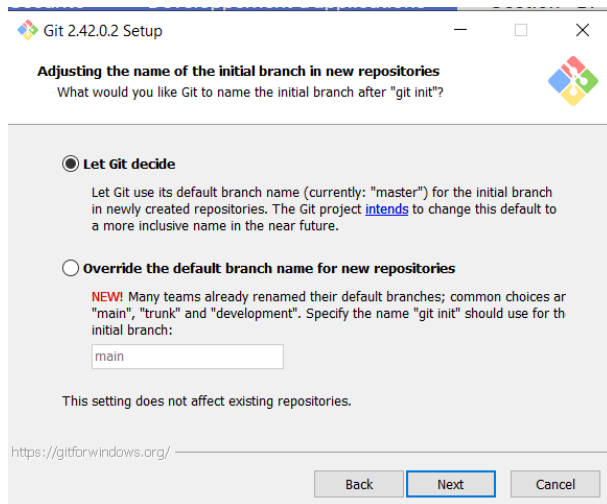 Git 2.42.0.2 Setup
Adjusting the name of the initial branch in new repositories
What would you like Git to name the initial branch after "git init"?
Let Git decide
Let Git use its default branch name (currently: "master") for the initial branch
in newly created repositories. The Git project intends to change this default to
a more inclusive name in the near future.
Override the default branch name for new repositories
NEW! Many teams already renamed their default branches; common choices ar
"main", "trunk" and "development". Specify the name "git init" should use for th
initial branch:
main
This setting does not affect existing repositories.
https://gitforwindows.org/
Back
Next
Cancel